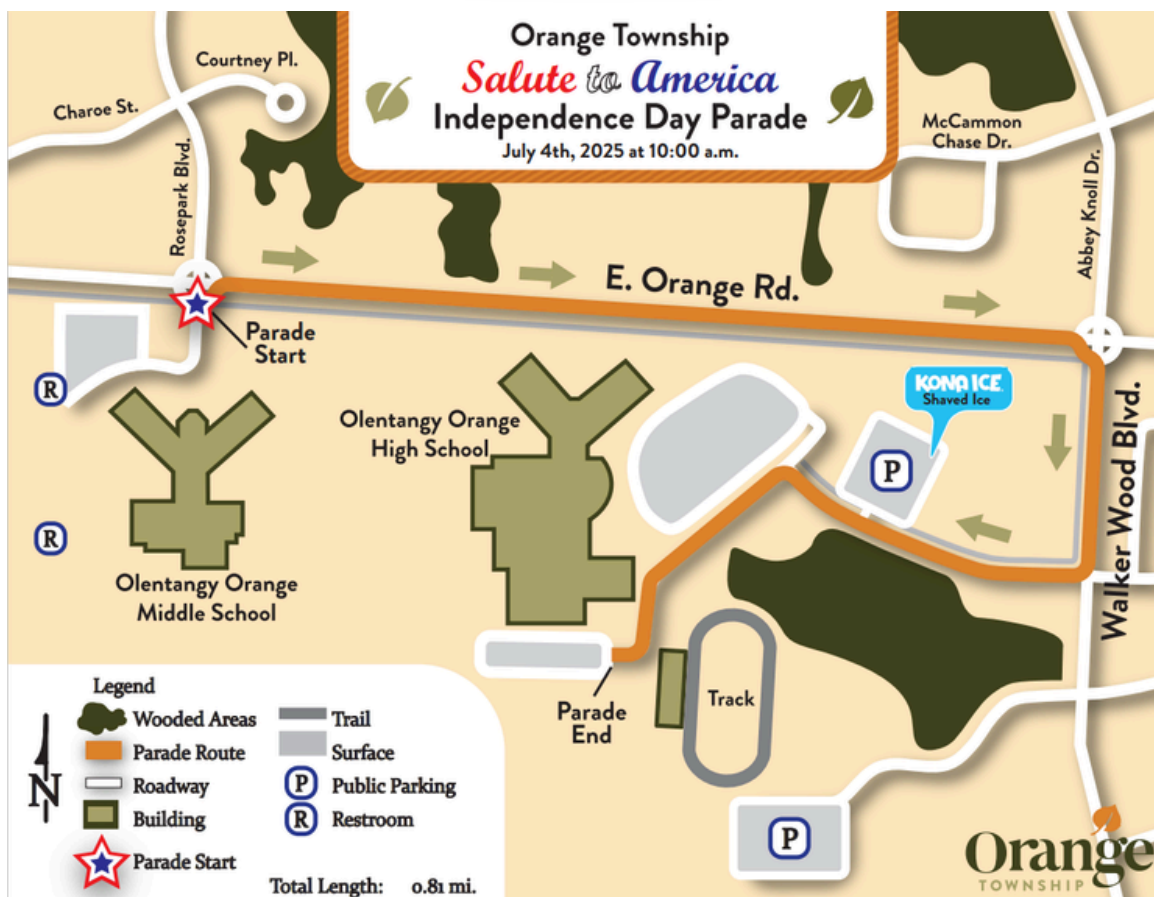 Orange Township
Salute to America
Independence Day Parade
July 4th, 2025 at 10:00 a.m.
Courtney Pl.
Charoe St.
Rosepark Blvd.
McCammon
Chase Dr.
Abbey Knoll Dr.
E. Orange Rd.
Parade
Start
R
KONA ICE
Shaved Ice
Olentangy Orange
High School
P
Walker Wood Blvd.
R
Olentangy Orange
Middle School
Parade
End
Track
P
Legend
Wooded Areas
Parade Route
Roadway
Building
Parade Start
Trail
Surface
P Public Parking
R Restroom
Total Length: 0.81 mi.
N
Orange
TOWNSHIP